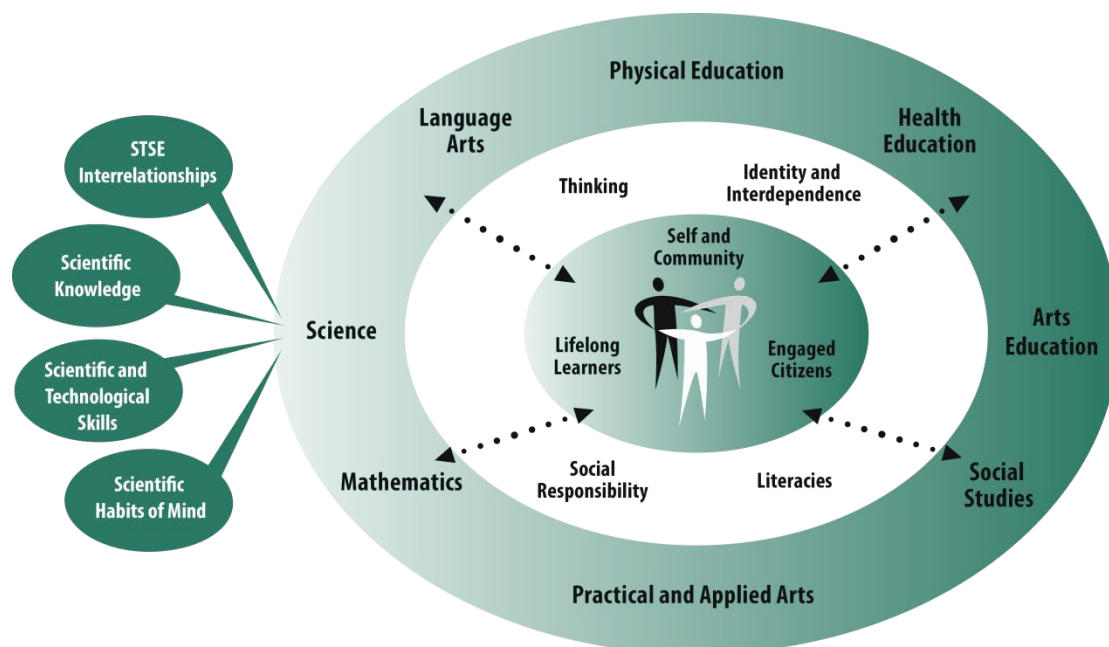 STSE
Interrelationships
Scientific
Knowledge
Scientific and
Technological
Skills
Scientific
Habits of Mind
Physical Education
Language
Arts
Health
Education
Science
Arts
Education
Mathematics
Social
Studies
Practical and Applied Arts
Thinking
Identity and
Interdependence
Social
Responsibility
Literacies
Self and
Community
Lifelong
Learners
Engaged
Citizens